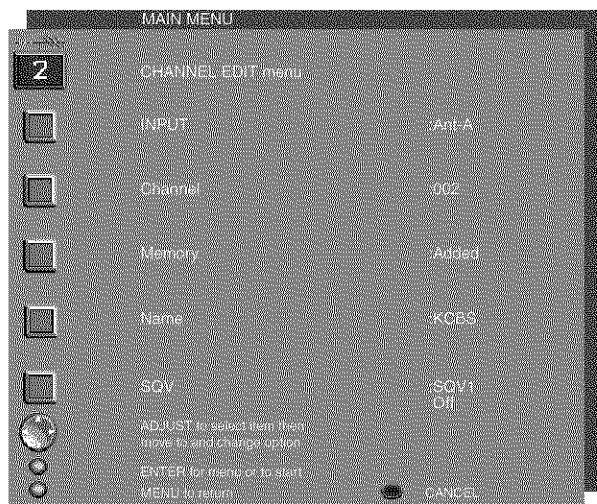 MAIN MENU
2 CHANNEL EDIT menu
INPUT Ant-A
Channel 002
Memory Added
Name KCBS
SQV SQV1
Off
ADJUST to select item then
move to and change option
ENTER for menu or to start
MENU to return CANCEL